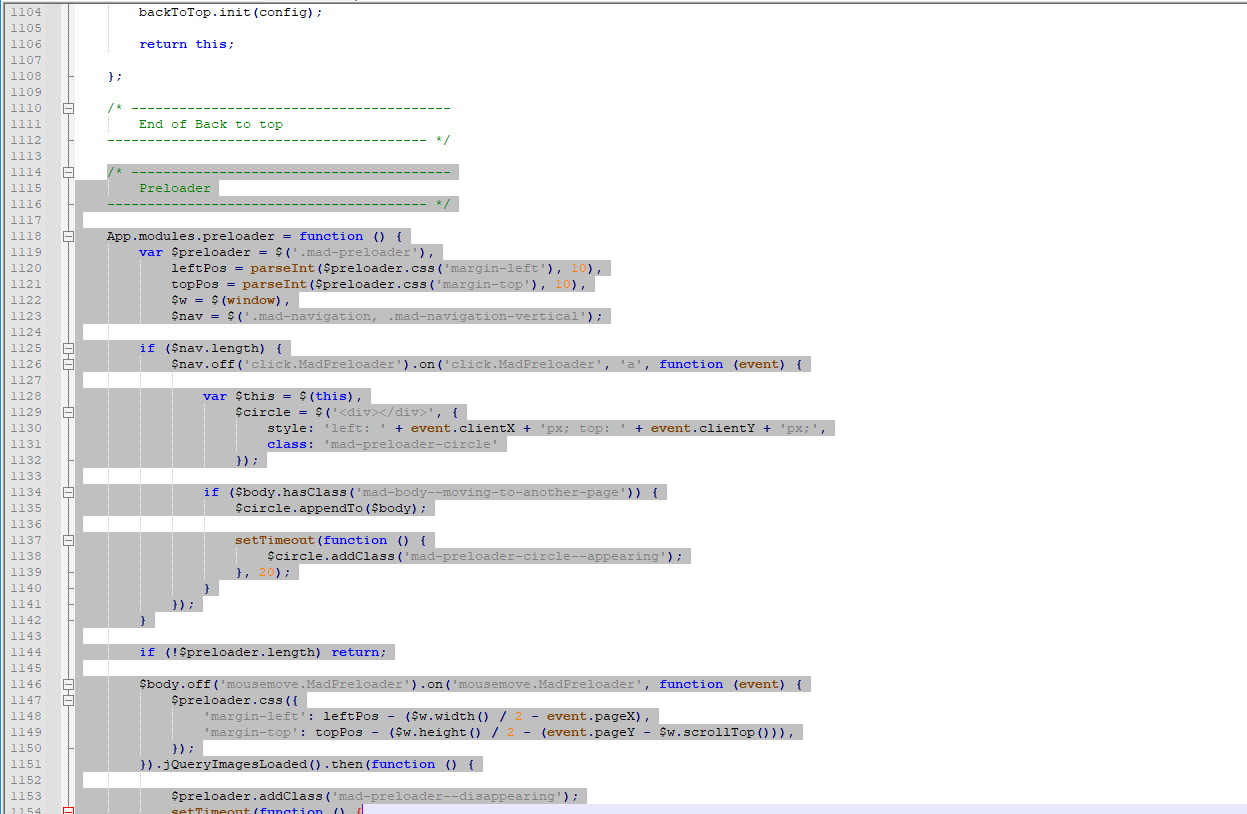 1104 backToTop.init(config);
1105
1106 return this;
1107
1108 };
1109
1110 /* ----------------------------------------
1111 End of Back to top
1112 ---------------------------------------- */
1113
1114 /* ----------------------------------------
1115 Preloader
1116 ---------------------------------------- */
1117
1118 App.modules.preloader = function () {
1119 var $preloader = $('.mad-preloader'),
1120 leftPos = parseInt($preloader.css('margin-left'), 10),
1121 topPos = parseInt($preloader.css('margin-top'), 10),
1122 $w = $(window),
1123 $nav = $('.mad-navigation, .mad-navigation-vertical');
1124
1125 if ($nav.length) {
1126 $nav.off('click.MadPreloader').on('click.MadPreloader', 'a', function (event) {
1127
1128 var $this = $(this),
1129 $circle = $('<div></div>', {
1130 style: 'left: ' + event.clientX + 'px; top: ' + event.clientY + 'px;',
1131 class: 'mad-preloader-circle'
1132 });
1133
1134 if ($body.hasClass('mad-body--moving-to-another-page')) {
1135 $circle.appendTo($body);
1136
1137 setTimeout(function () {
1138 $circle.addClass('mad-preloader-circle--appearing');
1139 }, 20);
1140 }
1141 });
1142 }
1143
1144 if (!$preloader.length) return;
1145
1146 $body.off('mousemove.MadPreloader').on('mousemove.MadPreloader', function (event) {
1147 $preloader.css({
1148 'margin-left': leftPos - ($w.width() / 2 - event.pageX),
1149 'margin-top': topPos - ($w.height() / 2 - (event.pageY - $w.scrollTop())),
1150 });
1151 }).jQueryImagesLoaded().then(function () {
1152
1153 $preloader.addClass('mad-preloader--disappearing');
1154 setTimeout(function () {